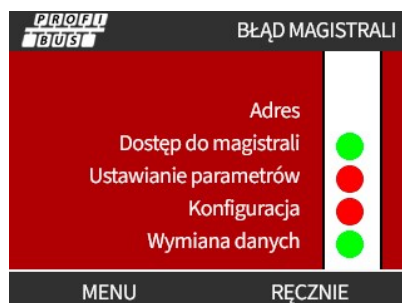 PROFI
BUS
BŁĄD MAGISTRALI
Adres
Dostęp do magistrali
Ustawianie parametrów
Konfiguracja
Wymiana danych
MENU
RĘCZNIE